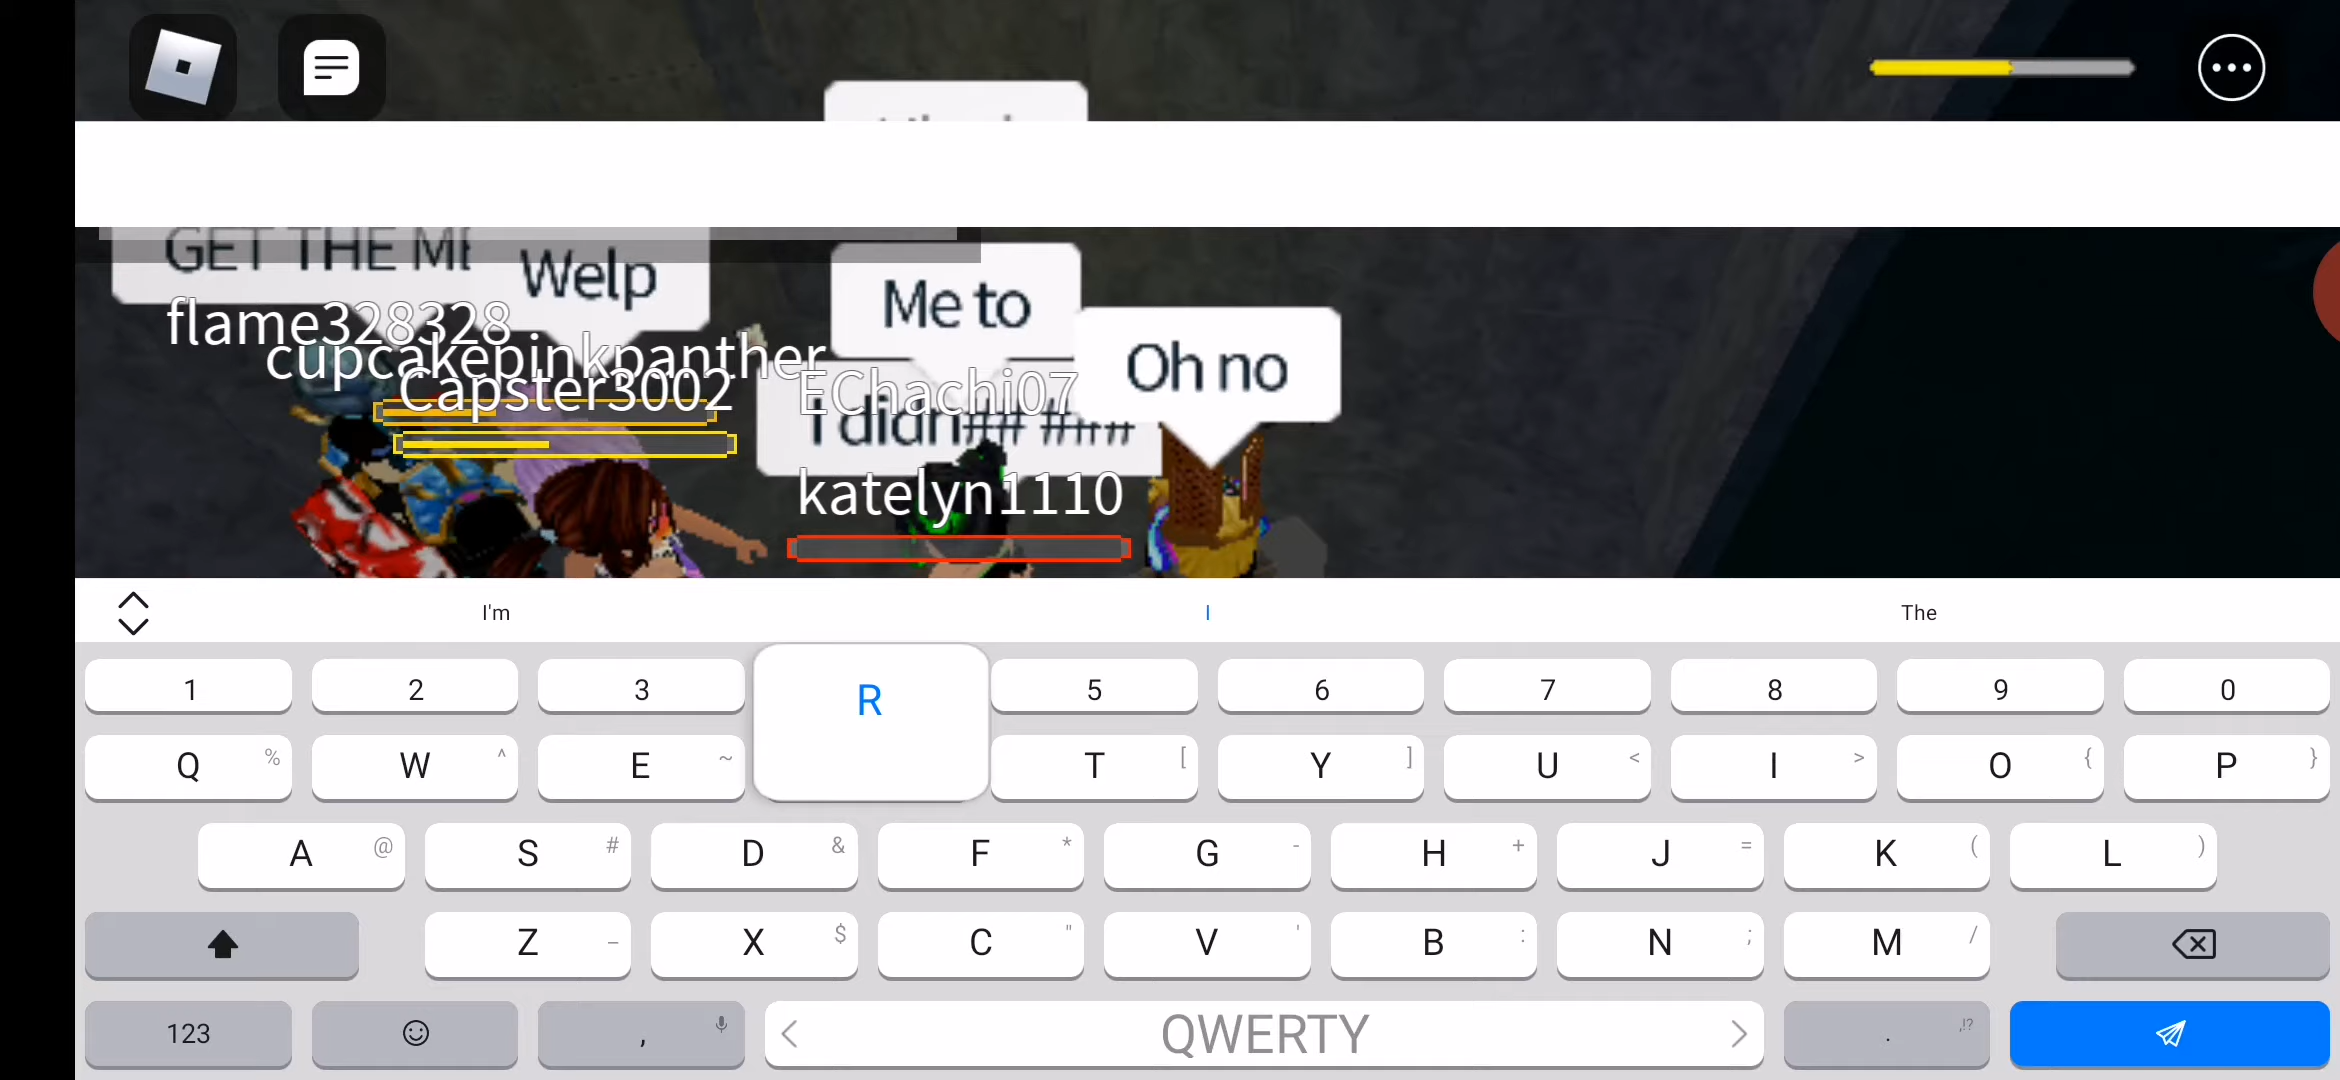 GET THE
Welp
Me to
Oh no
flame328328
cupcakepinkpanther
Capster3002
EChachi07
I didn## ###
katelyn1110
I'm I The
1 2 3 5 6 7 8 9 0
R
Q % W ^ E ~ T [ Y ] U < I > O { P }
A @ S # D & F * G - H + J = K ( L )
Z _ X $ C " V ' B : N ; M /
123 , < QWERTY > . ,!?